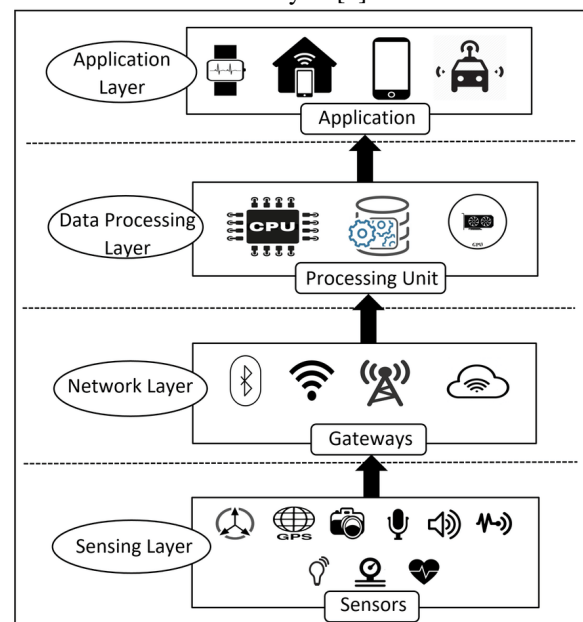 Application
Layer
Application
Data Processing
Layer
CPU
Processing Unit
Network Layer
Gateways
Sensing Layer
GPS
Sensors